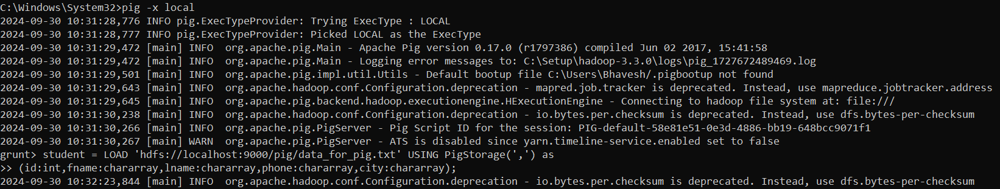 C:\Windows\System32>pig -x local
2024-09-30 10:31:28,776 INFO pig.ExecTypeProvider: Trying ExecType : LOCAL
2024-09-30 10:31:28,777 INFO pig.ExecTypeProvider: Picked LOCAL as the ExecType
2024-09-30 10:31:29,472 [main] INFO  org.apache.pig.Main - Apache Pig version 0.17.0 (r1797386) compiled Jun 02 2017, 15:41:58
2024-09-30 10:31:29,472 [main] INFO  org.apache.pig.Main - Logging error messages to: C:\Setup\hadoop-3.3.0\logs\pig_1727672489469.log
2024-09-30 10:31:29,501 [main] INFO  org.apache.pig.impl.util.Utils - Default bootup file C:\Users\Bhavesh/.pigbootup not found
2024-09-30 10:31:29,643 [main] INFO  org.apache.hadoop.conf.Configuration.deprecation - mapred.job.tracker is deprecated. Instead, use mapreduce.jobtracker.address
2024-09-30 10:31:29,645 [main] INFO  org.apache.pig.backend.hadoop.executionengine.HExecutionEngine - Connecting to hadoop file system at: file:///
2024-09-30 10:31:30,238 [main] INFO  org.apache.hadoop.conf.Configuration.deprecation - io.bytes.per.checksum is deprecated. Instead, use dfs.bytes-per-checksum
2024-09-30 10:31:30,266 [main] INFO  org.apache.pig.PigServer - Pig Script ID for the session: PIG-default-58e81e51-0e3d-4886-bb19-648bcc9071f1
2024-09-30 10:31:30,267 [main] WARN  org.apache.pig.PigServer - ATS is disabled since yarn.timeline-service.enabled set to false
grunt> student = LOAD 'hdfs://localhost:9000/pig/data_for_pig.txt' USING PigStorage(',') as
>> (id:int,fname:chararray,lname:chararray,phone:chararray,city:chararray);
2024-09-30 10:32:23,844 [main] INFO  org.apache.hadoop.conf.Configuration.deprecation - io.bytes.per.checksum is deprecated. Instead, use dfs.bytes-per-checksum